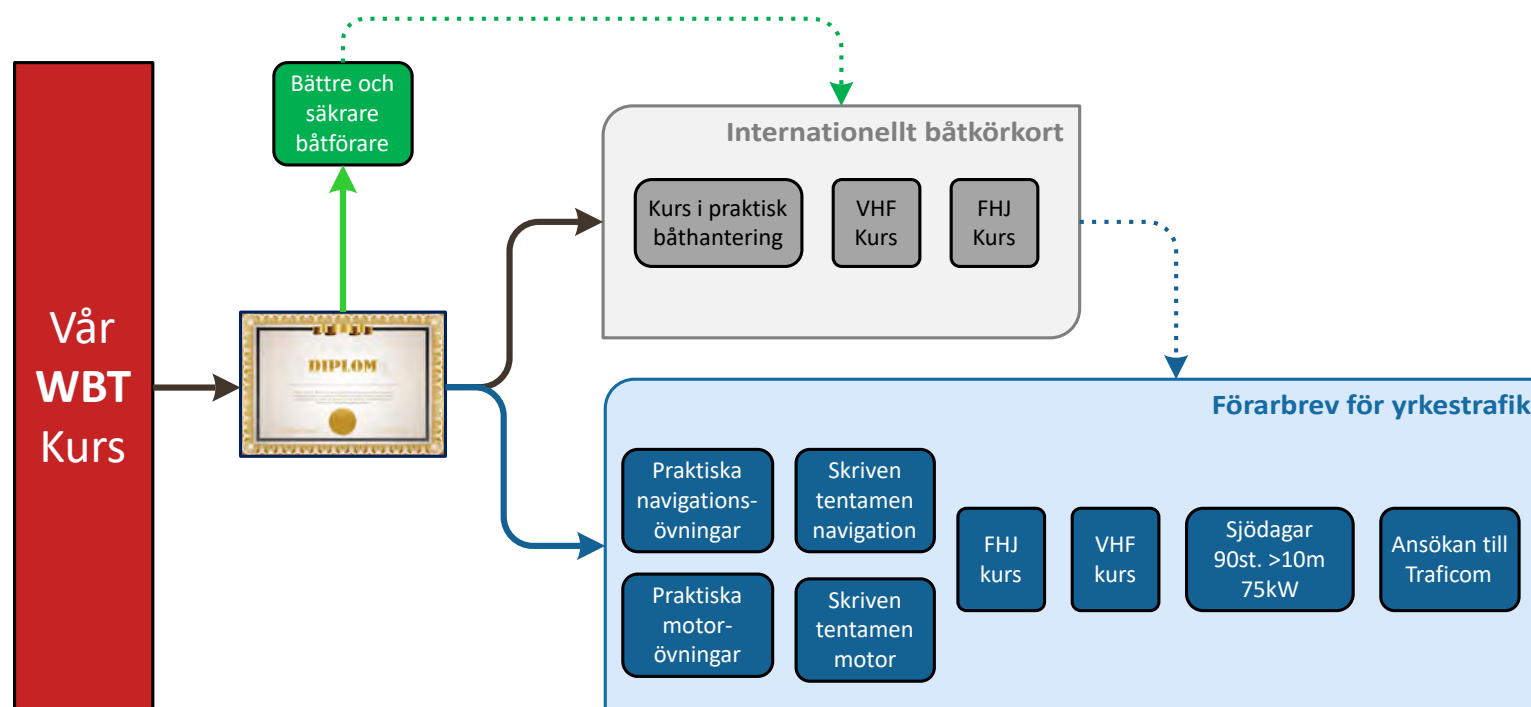 Vår
WBT
Kurs
Bättre och
säkrare
båtförare
DIPLOM
Internationellt båtkörkort
Kurs i praktisk
båthantering
VHF
Kurs
FHJ
Kurs
Förarbrev för yrkestrafik
Praktiska
navigations-
övningar
Skriven
tentamen
navigation
Praktiska
motor-
övningar
Skriven
tentamen
motor
FHJ
kurs
VHF
kurs
Sjödagar
90st. >10m
75kW
Ansökan till
Traficom